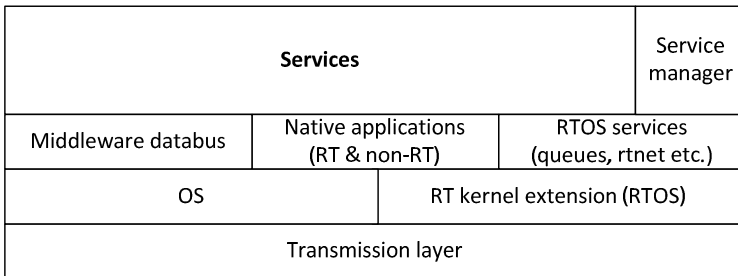 Services
Service
manager
Middleware databus
Native applications
(RT & non-RT)
RTOS services
(queues, rtnet etc.)
OS
RT kernel extension (RTOS)
Transmission layer